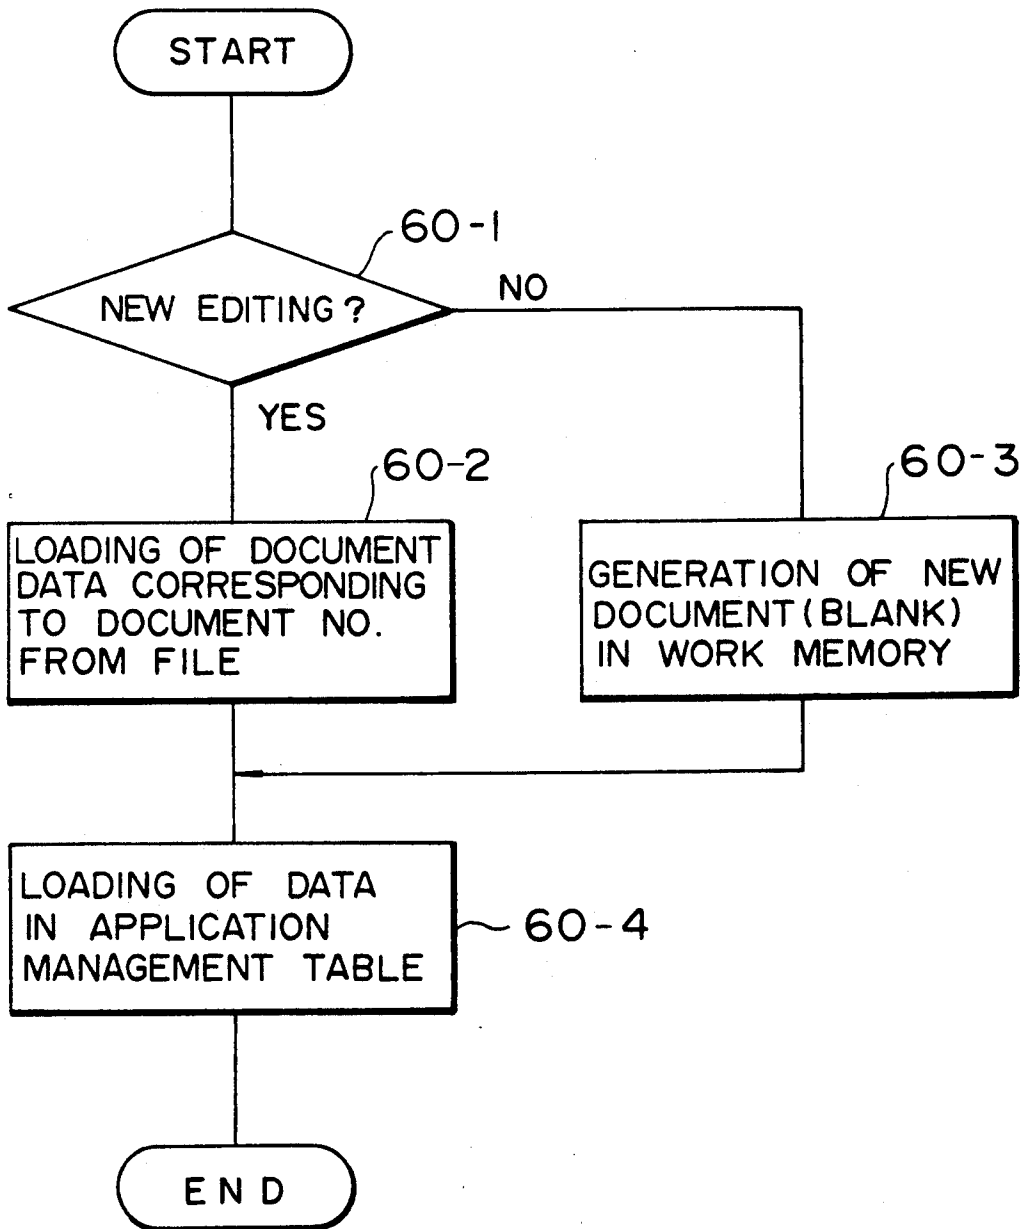 START
60-1
NEW EDITING?
NO
YES
60-2
60-3
LOADING OF DOCUMENT
DATA CORRESPONDING
TO DOCUMENT NO.
FROM FILE
GENERATION OF NEW
DOCUMENT (BLANK)
IN WORK MEMORY
LOADING OF DATA
IN APPLICATION
MANAGEMENT TABLE
60-4
END